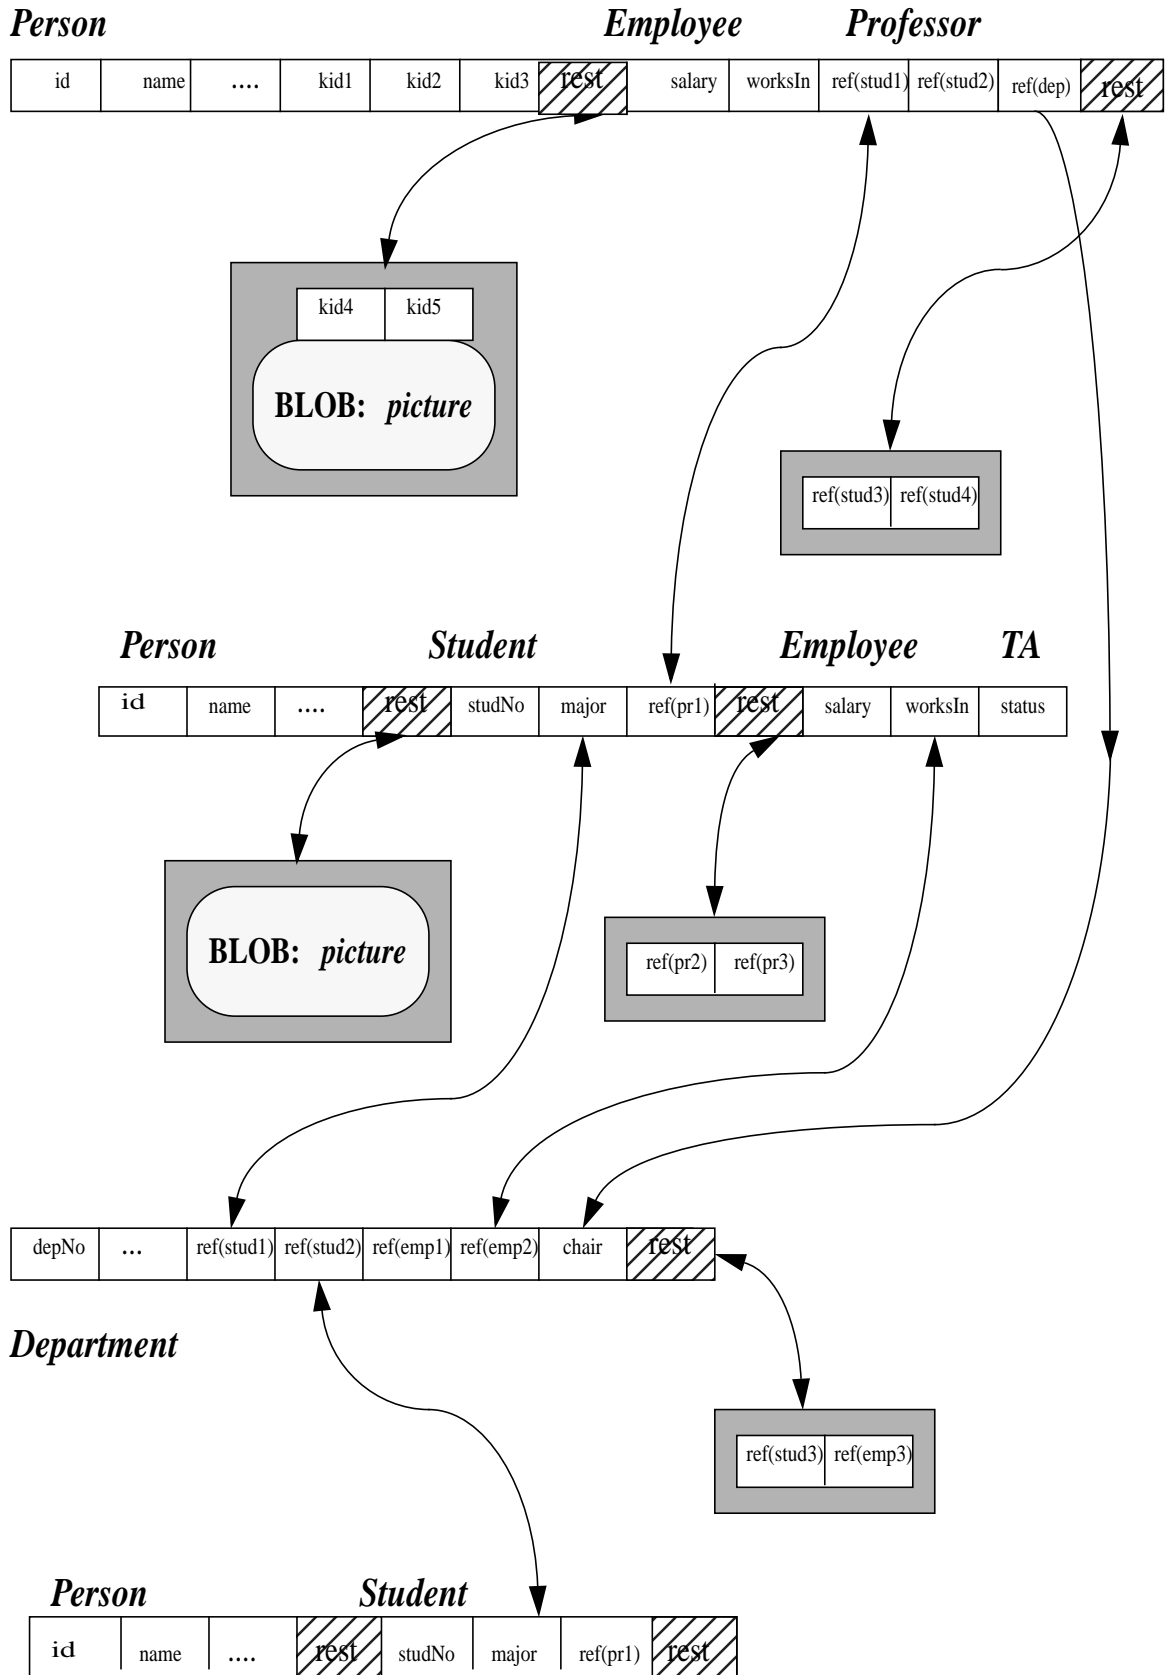 Person Employee Professor
id name .... kid1 kid2 kid3 rest salary worksIn ref(stud1) ref(stud2) ref(dep) rest
kid4 kid5
BLOB: picture
ref(stud3) ref(stud4)
Person Student Employee TA
id name .... rest studNo major ref(pr1) rest salary worksIn status
BLOB: picture
ref(pr2) ref(pr3)
depNo ... ref(stud1) ref(stud2) ref(emp1) ref(emp2) chair rest
Department
ref(stud3) ref(emp3)
Person Student
id name .... rest studNo major ref(pr1) rest